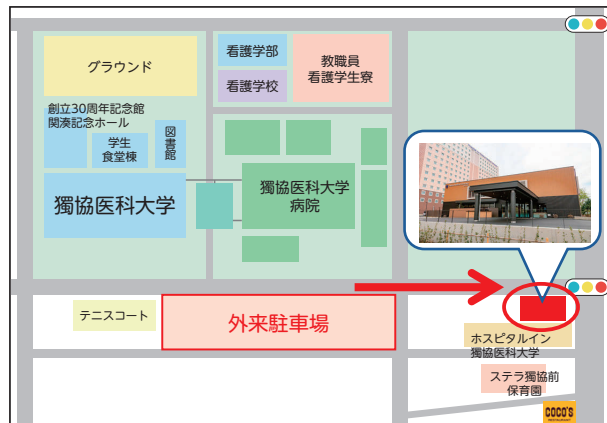 グラウンド
看護学部
看護学校
教職員
看護学生寮
創立30周年記念館
関湊記念ホール
学生
食堂棟
図書館
獨協医科大学
獨協医科大学
病院
テニスコート
外来駐車場
ホスピタルイン
獨協医科大学
ステラ獨協前
保育園
COCO'S
RESTAURANT